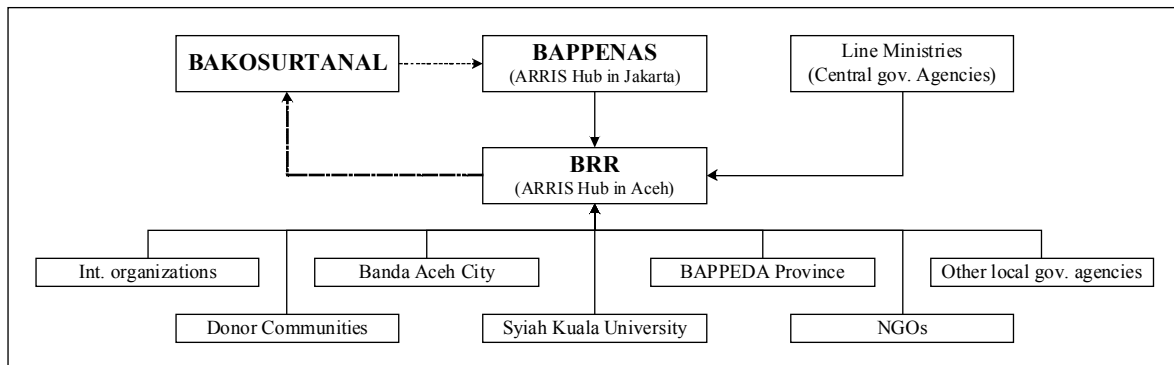 BAKOSURTANAL
BAPPENAS
(ARRIS Hub in Jakarta)
Line Ministries
(Central gov. Agencies)
BRR
(ARRIS Hub in Aceh)
Int. organizations
Banda Aceh City
BAPPEDA Province
Other local gov. agencies
Donor Communities
Syiah Kuala University
NGOs